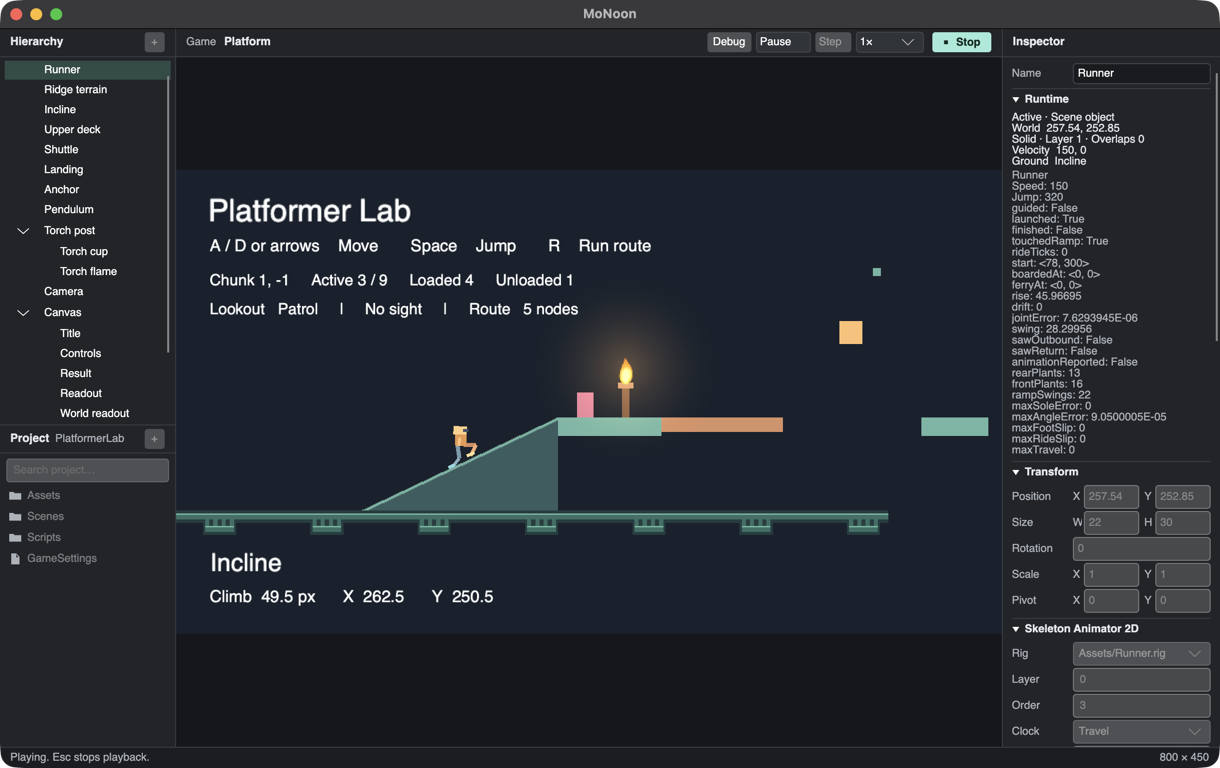 MoNoon
Hierarchy +
Runner
Ridge terrain
Incline
Upper deck
Shuttle
Landing
Anchor
Pendulum
Torch post
Torch cup
Torch flame
Camera
Canvas
Title
Controls
Result
Readout
World readout
Project PlatformerLab +
Search project...
Assets
Scenes
Scripts
GameSettings
Game Platform Debug Pause Step 1× Stop
Platformer Lab
A / D or arrows Move Space Jump R Run route
Chunk 1, -1 Active 3 / 9 Loaded 4 Unloaded 1
Lookout Patrol | No sight | Route 5 nodes
Incline
Climb 49.5 px X 262.5 Y 250.5
Inspector
Name Runner
Runtime
Active · Scene object
World 257.54, 252.85
Solid · Layer 1 · Overlaps 0
Velocity 150, 0
Ground Incline
Runner
Speed: 150
Jump: 320
guided: False
launched: True
finished: False
touchedRamp: True
rideTicks: 0
start: <78, 300>
boardedAt: <0, 0>
ferryAt: <0, 0>
rise: 45.96695
drift: 0
jointError: 7.6293945E-06
swing: 28.29956
sawOutbound: False
sawReturn: False
animationReported: False
rearPlants: 13
frontPlants: 16
rampSwings: 22
maxSoleError: 0
maxAngleError: 9.0500005E-05
maxFootSlip: 0
maxRideSlip: 0
maxTravel: 0
Transform
Position X 257.54 Y 252.85
Size W 22 H 30
Rotation 0
Scale X 1 Y 1
Pivot X 0 Y 0
Skeleton Animator 2D
Rig Assets/Runner.rig
Layer 0
Order 3
Clock Travel
Playing. Esc stops playback.
800 × 450